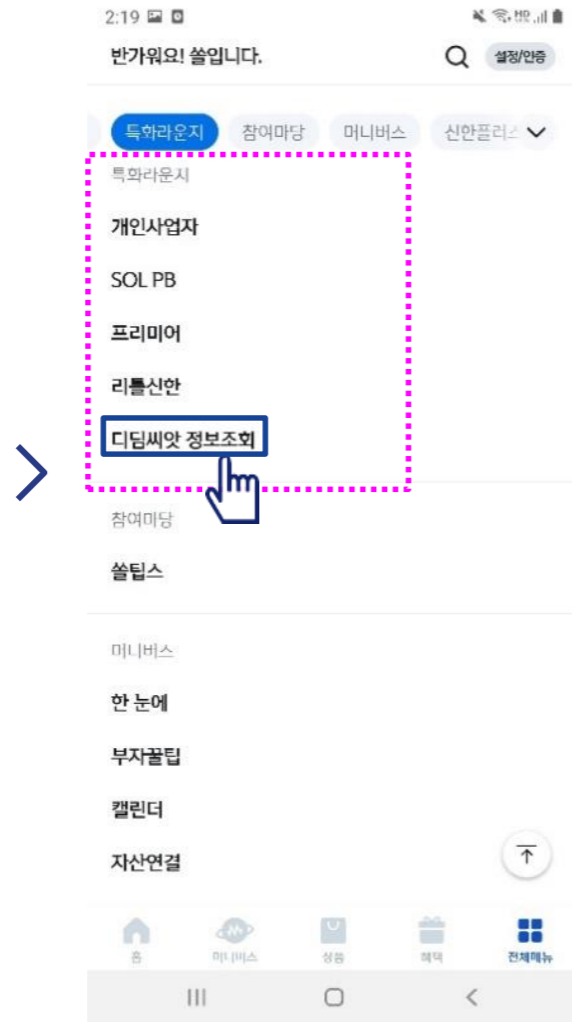 2:19
반가워요! 쏠입니다.
설정/인증
특화라운지 참여마당 머니버스 신한플러스
특화라운지
개인사업자
SOL PB
프리미어
리틀신한
디딤씨앗 정보조회
참여마당
쏠팁스
머니버스
한 눈에
부자꿀팁
캘린더
자산연결
홈 머니버스 상품 혜택 전체메뉴